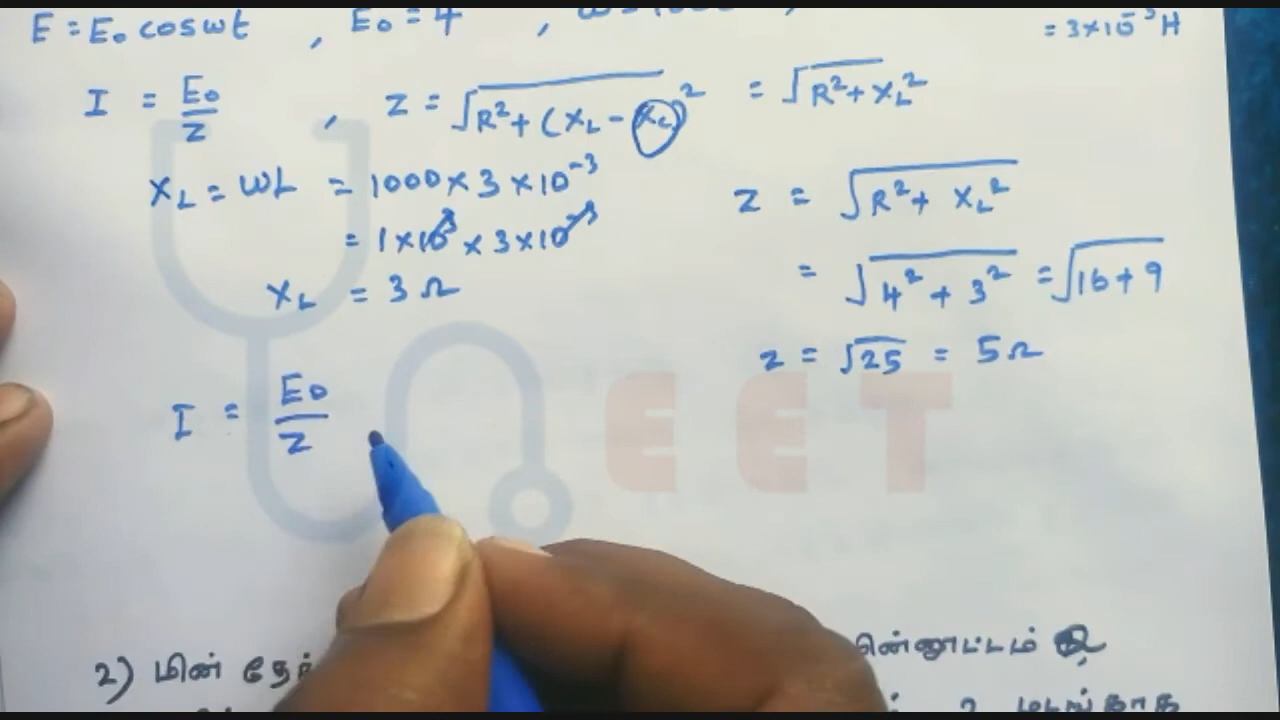 E = E₀ cos ωt , E₀ = 4 ,
= 3×10⁻³ H
I = E₀/Z , Z = √R²+(X_L - X_C)² = √R²+X_L²
X_L = ωL = 1000 × 3 × 10⁻³
= 1×10³ × 3×10⁻³
X_L = 3 Ω
Z = √R²+ X_L²
= √4² + 3² = √16+9
Z = √25 = 5Ω
I = E₀/Z
EET
2) மின்